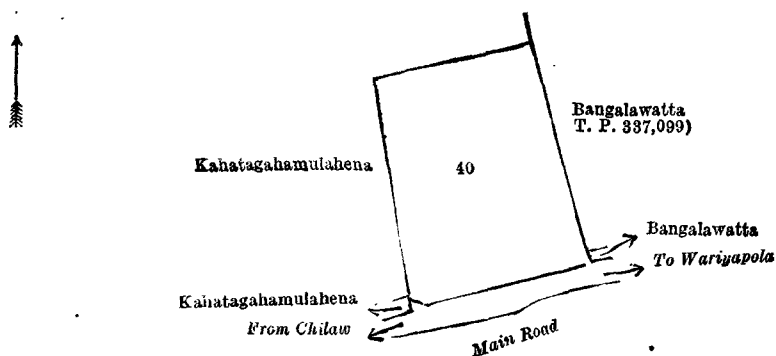 Bangalawatta
T. P. 337,099)
Kahatagahamulahena
40
Bangalawatta
To Wariyapola
Kahatagahamulahena
From Chilaw
Main Road